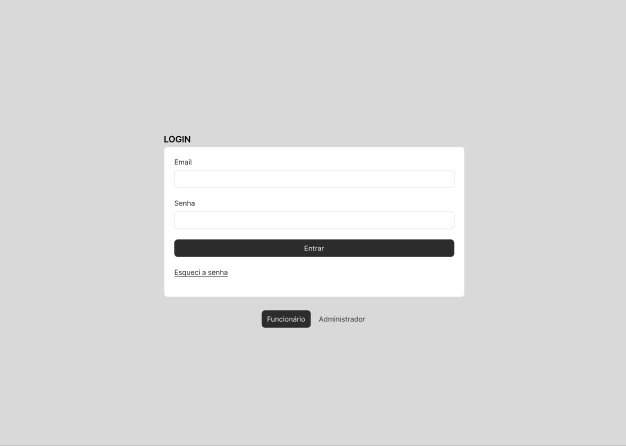 LOGIN
Email
Senha
Entrar
Esqueci a senha
Funcionário Administrador